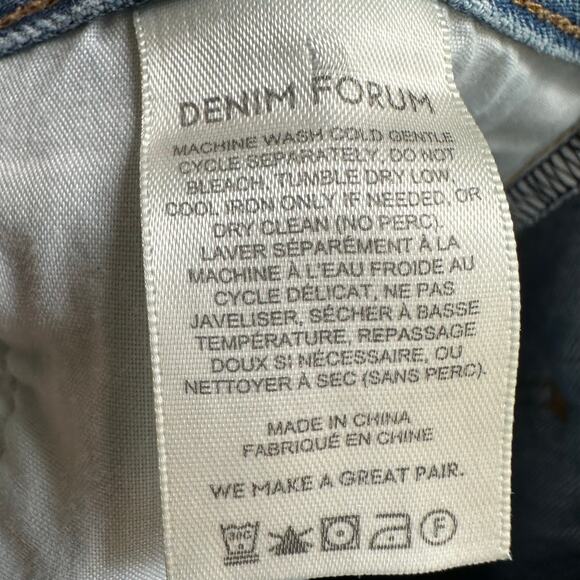 DENIM FORUM
MACHINE WASH COLD GENTLE
CYCLE SEPARATELY, DO NOT
BLEACH, TUMBLE DRY LOW
COOL IRON ONLY IF NEEDED, OR
DRY CLEAN (NO PERC).
LAVER SÉPARÉMENT À LA
MACHINE À L'EAU FROIDE AU
CYCLE DÉLICAT, NE PAS
JAVELISER, SÉCHER À BASSE
TEMPÉRATURE, REPASSAGE
DOUX SI NÉCESSAIRE, OU
NETTOYER À SEC (SANS PERC).
MADE IN CHINA
FABRIQUÉ EN CHINE
WE MAKE A GREAT PAIR.
30C F